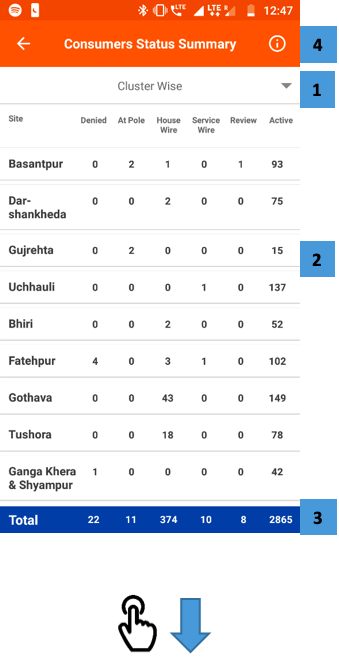 LTE LTE R 12:47
Consumers Status Summary 4
Cluster Wise 1
Site Denied At Pole House Wire Service Wire Review Active
Basantpur 0 2 1 0 1 93
Dar-
shankheda 0 0 2 0 0 75
Gujrehta 0 2 0 0 0 15 2
Uchhauli 0 0 0 1 0 137
Bhiri 0 0 2 0 0 52
Fatehpur 4 0 3 1 0 102
Gothava 0 0 43 0 0 149
Tushora 0 0 18 0 0 78
Ganga Khera
& Shyampur 1 0 0 0 0 42
Total 22 11 374 10 8 2865 3